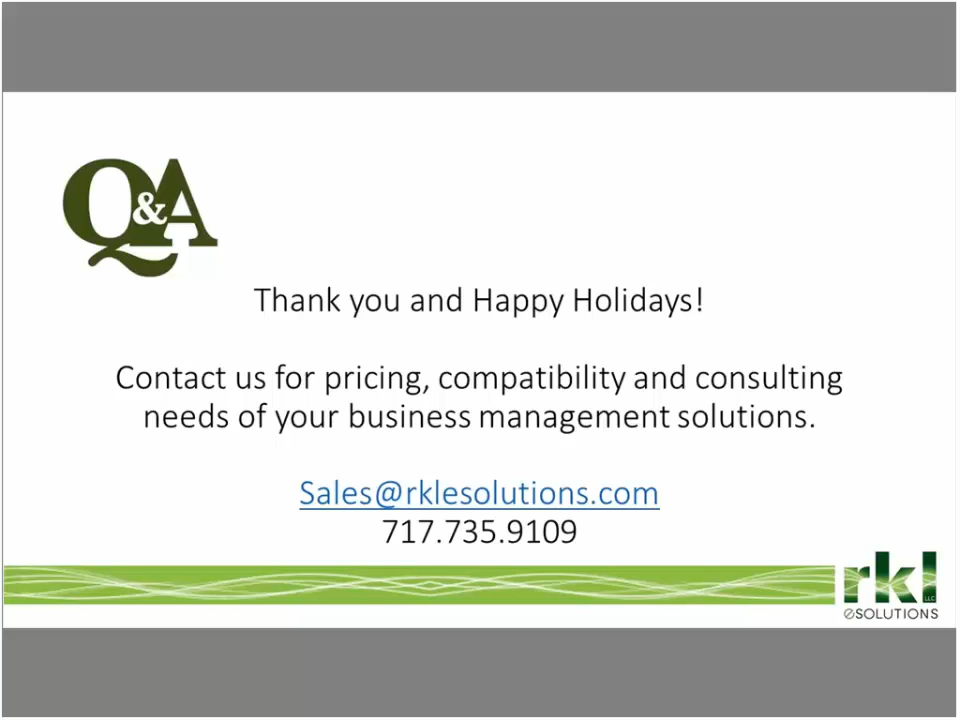 Q&A
Thank you and Happy Holidays!
Contact us for pricing, compatibility and consulting
needs of your business management solutions.
Sales@rklesolutions.com
717.735.9109
rkl
LLC
eSOLUTIONS